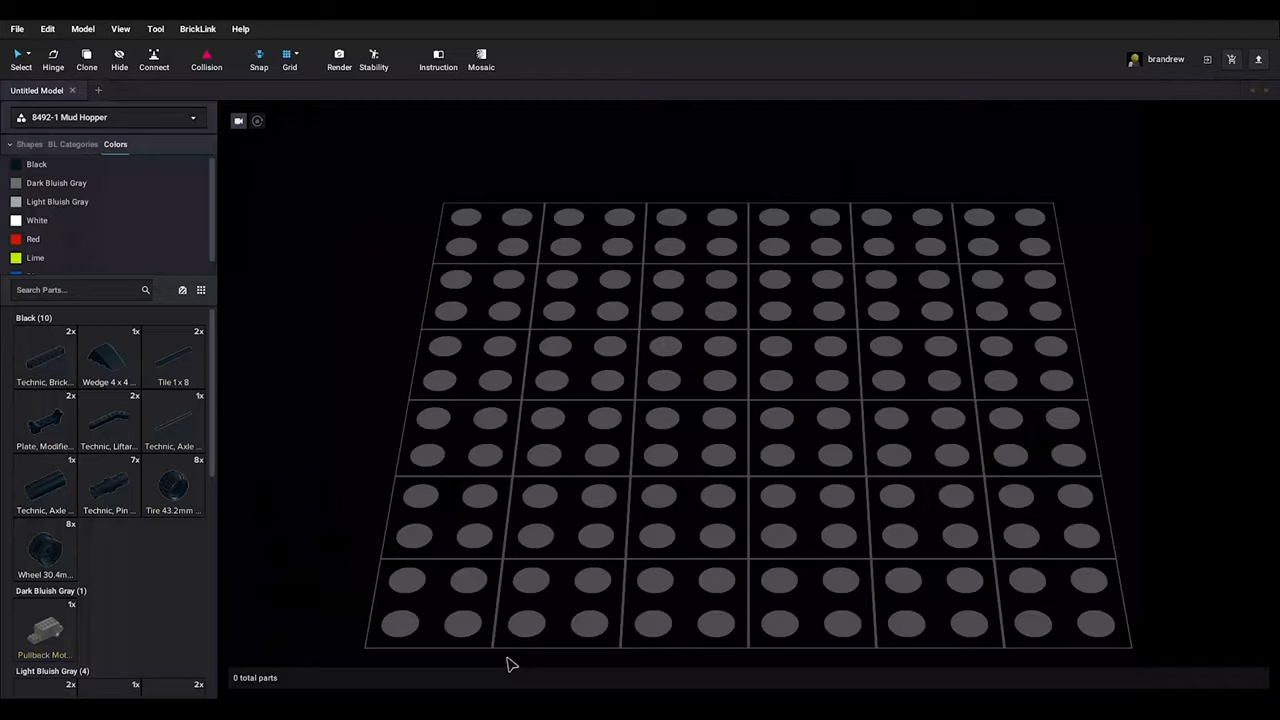 File Edit Model View Tool BrickLink Help
Select Hinge Clone Hide Connect Collision Snap Grid Render Stability Instruction Mosaic brandrew
Untitled Model
8492-1 Mud Hopper
Shapes BL Categories Colors
Black
Dark Bluish Gray
Light Bluish Gray
White
Red
Lime
Search Parts...
Black (10)
2x 1x 2x
Technic, Brick... Wedge 4 x 4 ... Tile 1 x 8
2x 2x 1x
Plate, Modifie... Technic, Liftar... Technic, Axle ...
1x 7x 8x
Technic, Axle ... Technic, Pin ... Tire 43.2mm ...
8x
Wheel 30.4m...
Dark Bluish Gray (1)
1x
Pullback Mot...
Light Bluish Gray (4)
2x 1x 2x
0 total parts